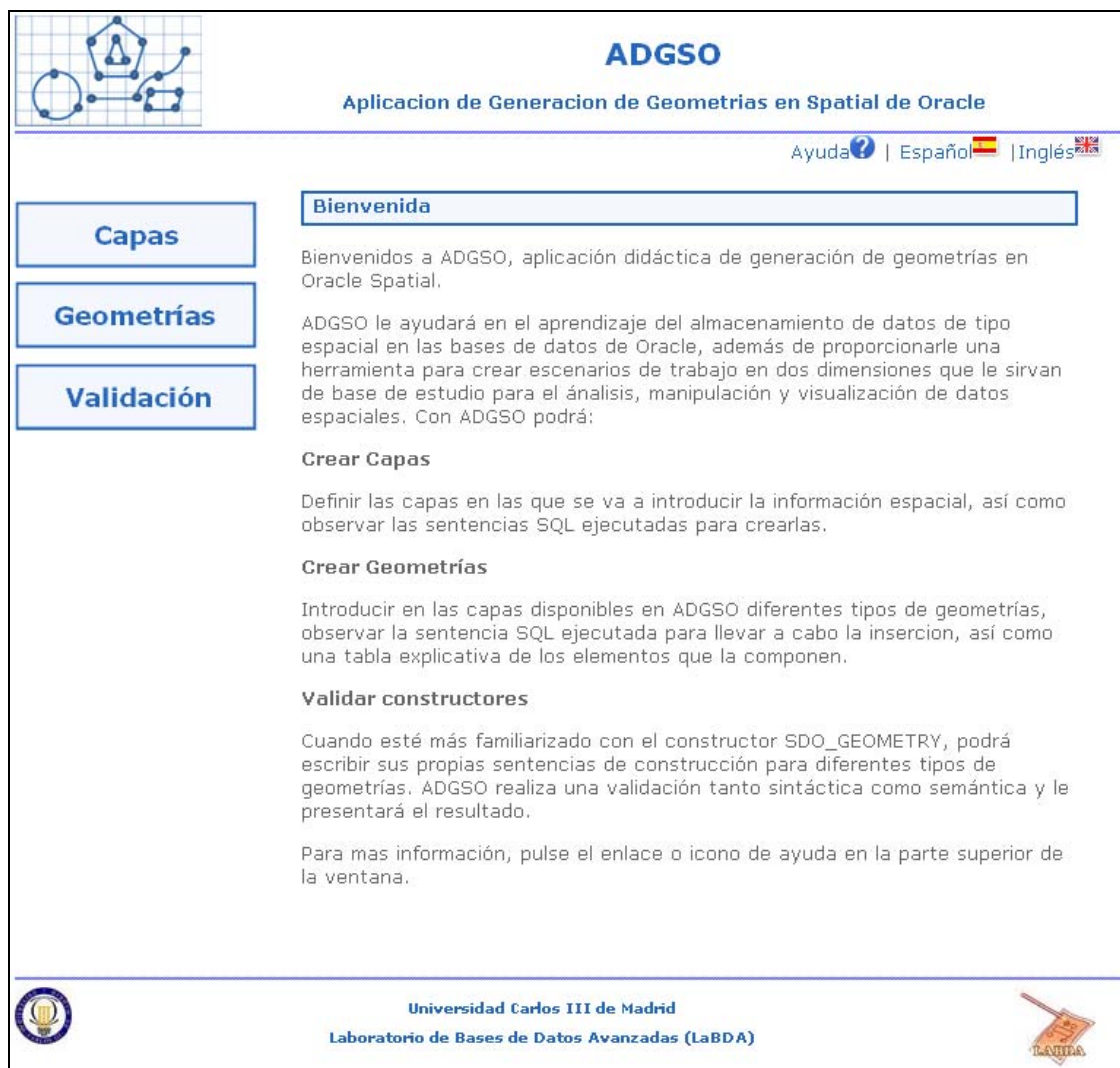 ADGSO
Aplicacion de Generacion de Geometrias en Spatial de Oracle
Ayuda? | Español |Inglés
Capas
Geometrías
Validación
Bienvenida
Bienvenidos a ADGSO, aplicación didáctica de generación de geometrías en
Oracle Spatial.
ADGSO le ayudará en el aprendizaje del almacenamiento de datos de tipo
espacial en las bases de datos de Oracle, además de proporcionarle una
herramienta para crear escenarios de trabajo en dos dimensiones que le sirvan
de base de estudio para el ánalisis, manipulación y visualización de datos
espaciales. Con ADGSO podrá:
Crear Capas
Definir las capas en las que se va a introducir la información espacial, así como
observar las sentencias SQL ejecutadas para crearlas.
Crear Geometrías
Introducir en las capas disponibles en ADGSO diferentes tipos de geometrías,
observar la sentencia SQL ejecutada para llevar a cabo la insercion, así como
una tabla explicativa de los elementos que la componen.
Validar constructores
Cuando esté más familiarizado con el constructor SDO_GEOMETRY, podrá
escribir sus propias sentencias de construcción para diferentes tipos de
geometrías. ADGSO realiza una validación tanto sintáctica como semántica y le
presentará el resultado.
Para mas información, pulse el enlace o icono de ayuda en la parte superior de
la ventana.
Universidad Carlos III de Madrid
Laboratorio de Bases de Datos Avanzadas (LaBDA)
LABDA